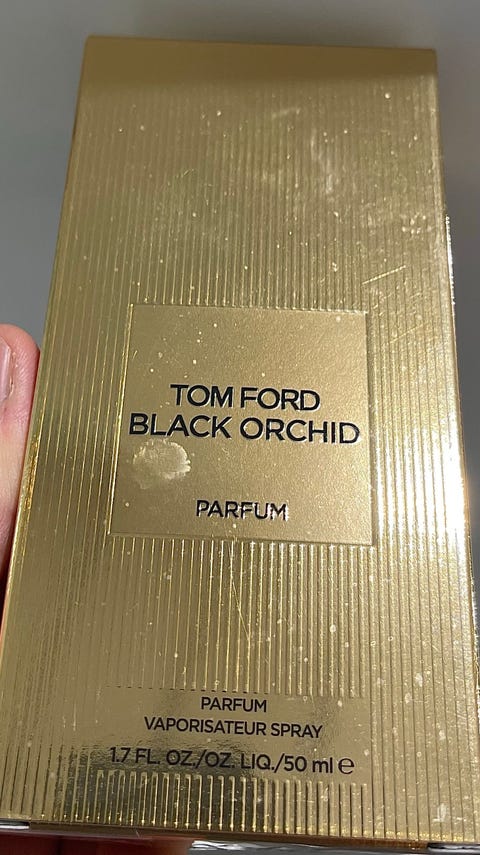 TOM FORD
BLACK ORCHID
PARFUM
PARFUM
VAPORISATEUR SPRAY
1.7 FL. OZ./OZ. LIQ./50 ml ℮